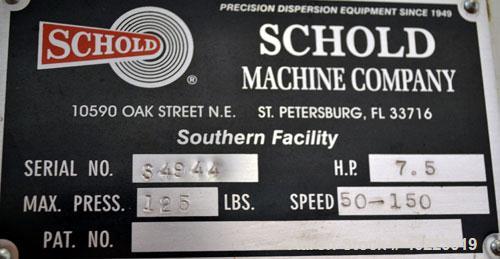 PRECISION DISPERSION EQUIPMENT SINCE 1949
SCHOLD ®
SCHOLD
MACHINE COMPANY
10590 OAK STREET N.E. ST. PETERSBURG, FL 33716
Southern Facility
SERIAL NO. S4944 H.P. 7.5
MAX. PRESS. 125 LBS. SPEED 50-150
PAT. NO.